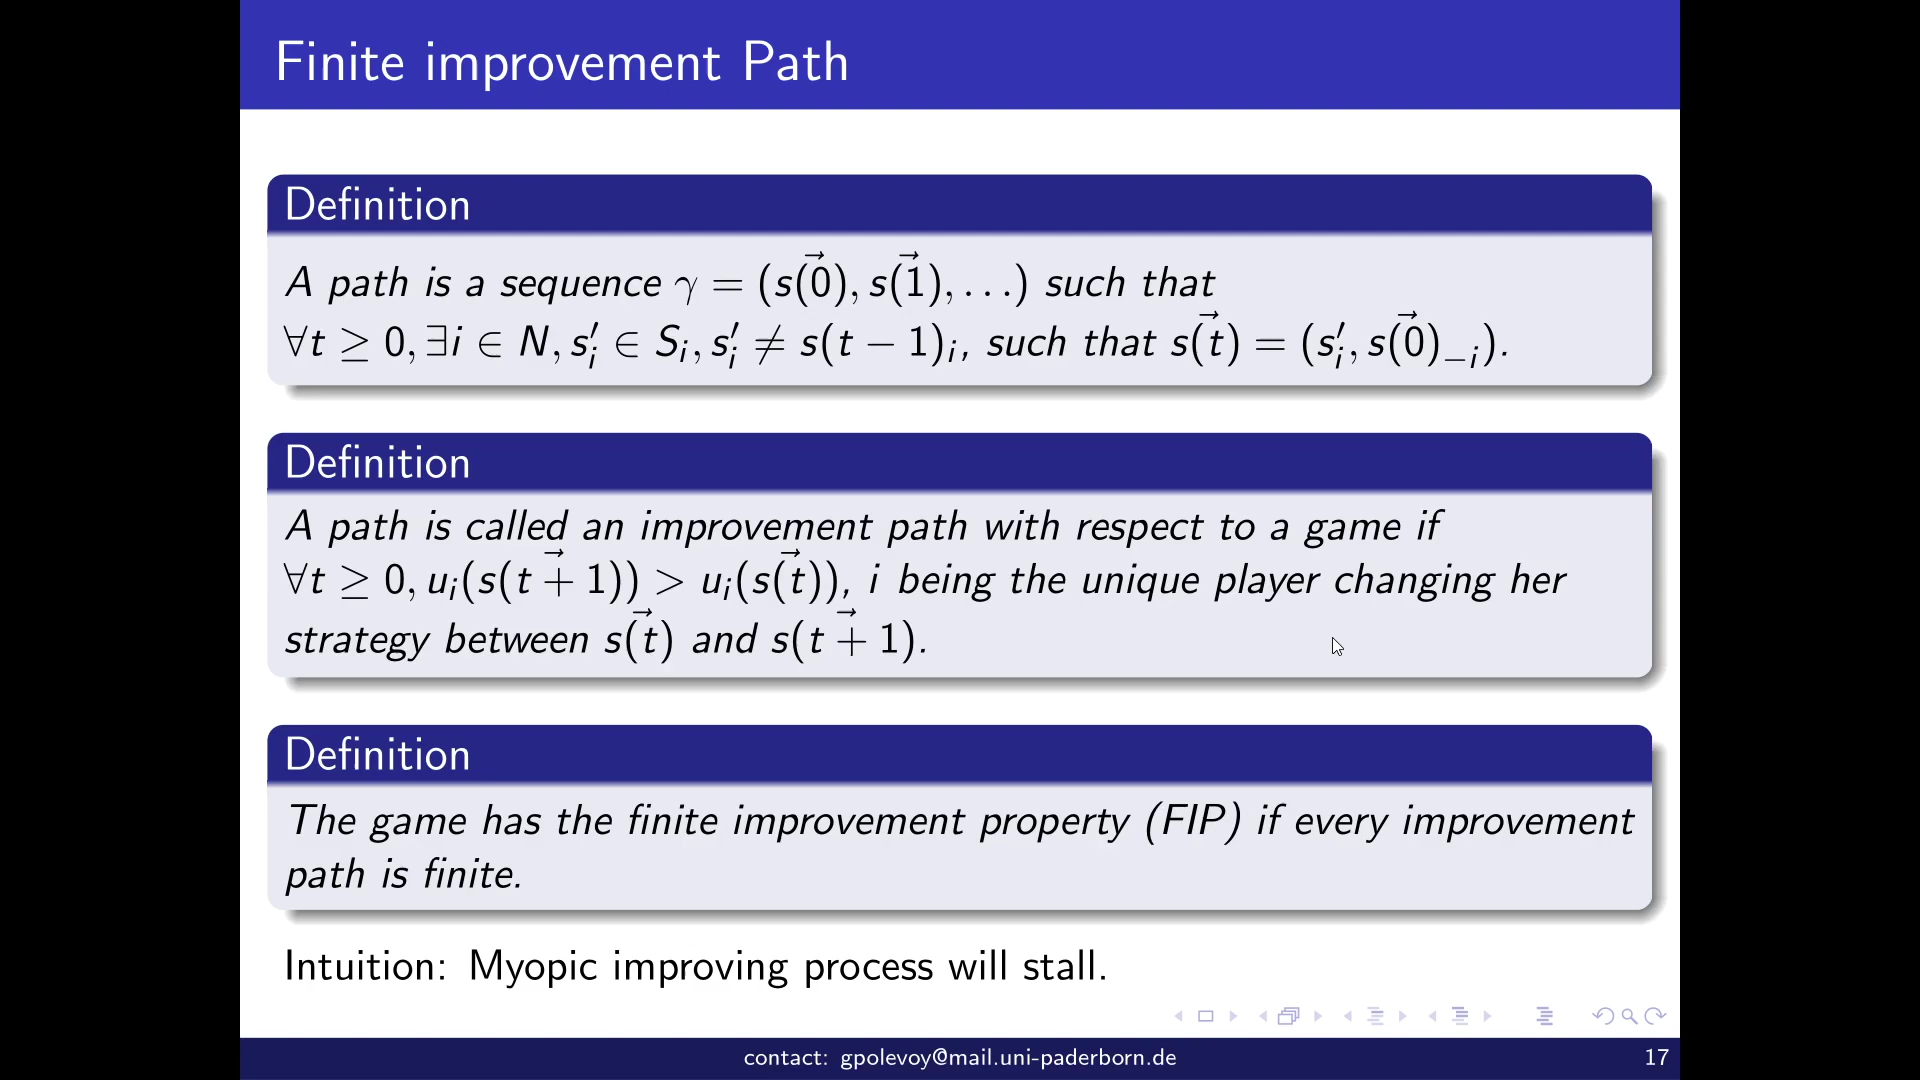 Finite improvement Path
Definition
A path is a sequence γ = (s(⃗0), s(⃗1), . . .) such that
∀t ≥ 0, ∃i ∈ N, s′ᵢ ∈ Sᵢ, s′ᵢ ≠ s(t − 1)ᵢ, such that s(⃗t) = (s′ᵢ, s(⃗0)₋ᵢ).
Definition
A path is called an improvement path with respect to a game if
∀t ≥ 0, uᵢ(s(t +⃗ 1)) > uᵢ(s(⃗t)), i being the unique player changing her
strategy between s(⃗t) and s(t +⃗ 1).
Definition
The game has the finite improvement property (FIP) if every improvement
path is finite.
Intuition: Myopic improving process will stall.
contact: gpolevoy@mail.uni-paderborn.de
17